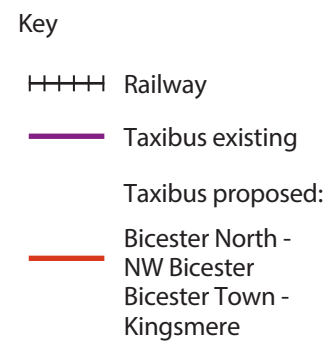 Key
Railway
Taxibus existing
Taxibus proposed:
Bicester North -
NW Bicester
Bicester Town -
Kingsmere